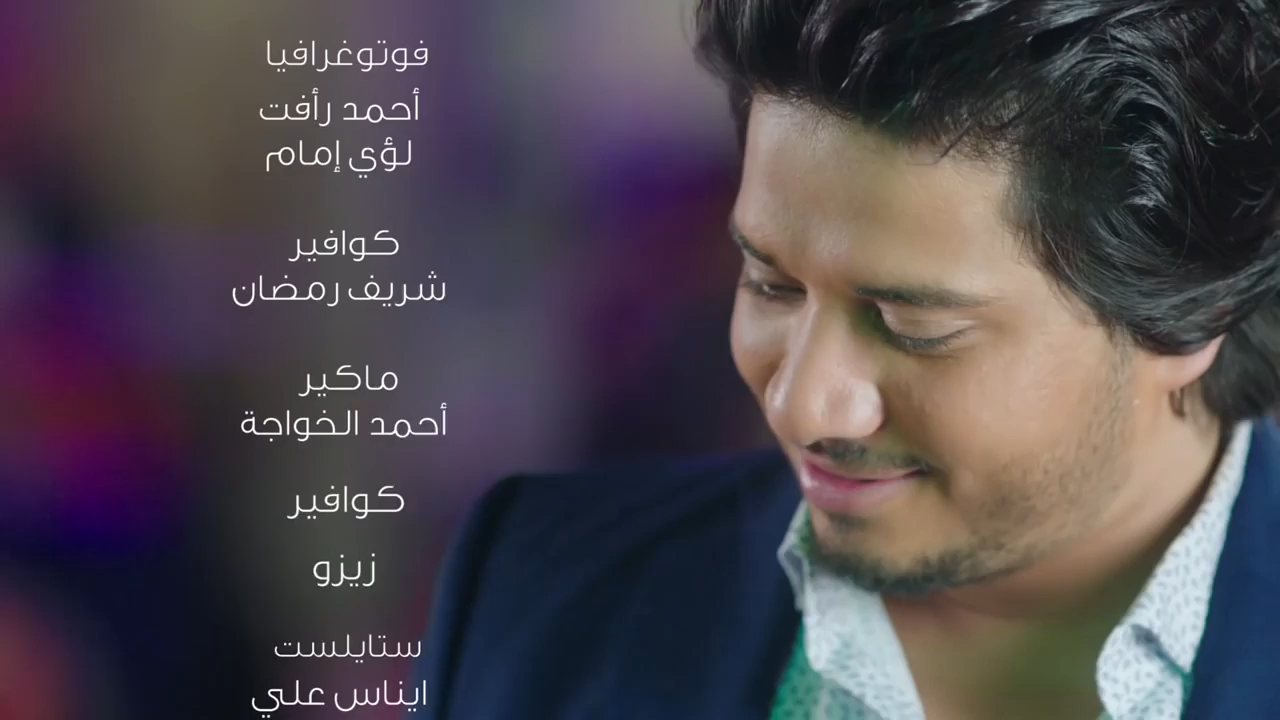 فوتوغرافيا
أحمد رأفت
لؤي إمام
كوافير
شريف رمضان
ماكير
أحمد الخواجة
كوافير
زيزو
ستايلست
ايناس علي